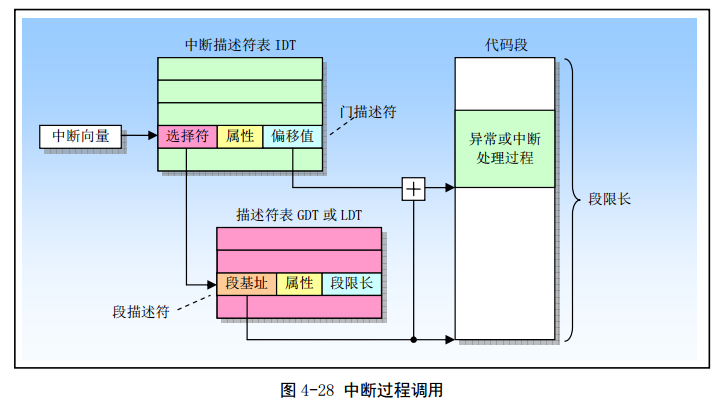 中断描述符表 IDT
代码段
门描述符
中断向量
选择符
属性
偏移值
异常或中断
处理过程
段限长
描述符表 GDT 或 LDT
段基址
属性
段限长
段描述符
图 4-28 中断过程调用